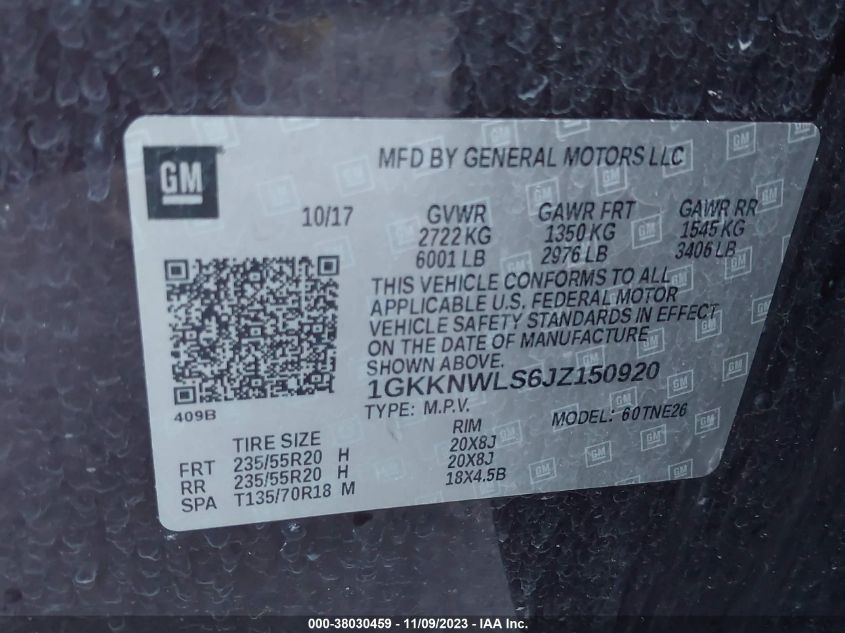 GM
MFD BY GENERAL MOTORS LLC
10/17
GVWR GAWR FRT GAWR RR
2722 KG 1350 KG 1545 KG
6001 LB 2976 LB 3406 LB
THIS VEHICLE CONFORMS TO ALL
APPLICABLE U.S. FEDERAL MOTOR
VEHICLE SAFETY STANDARDS IN EFFECT
ON THE DATE OF MANUFACTURE
SHOWN ABOVE.
1GKKNWLS6JZ150920
409B
TYPE: M.P.V. MODEL: 60TNE26
TIRE SIZE RIM
FRT 235/55R20 H 20X8J
RR 235/55R20 H 20X8J
SPA T135/70R18 M 18X4.5B
000-38030459 - 11/09/2023 - IAA Inc.